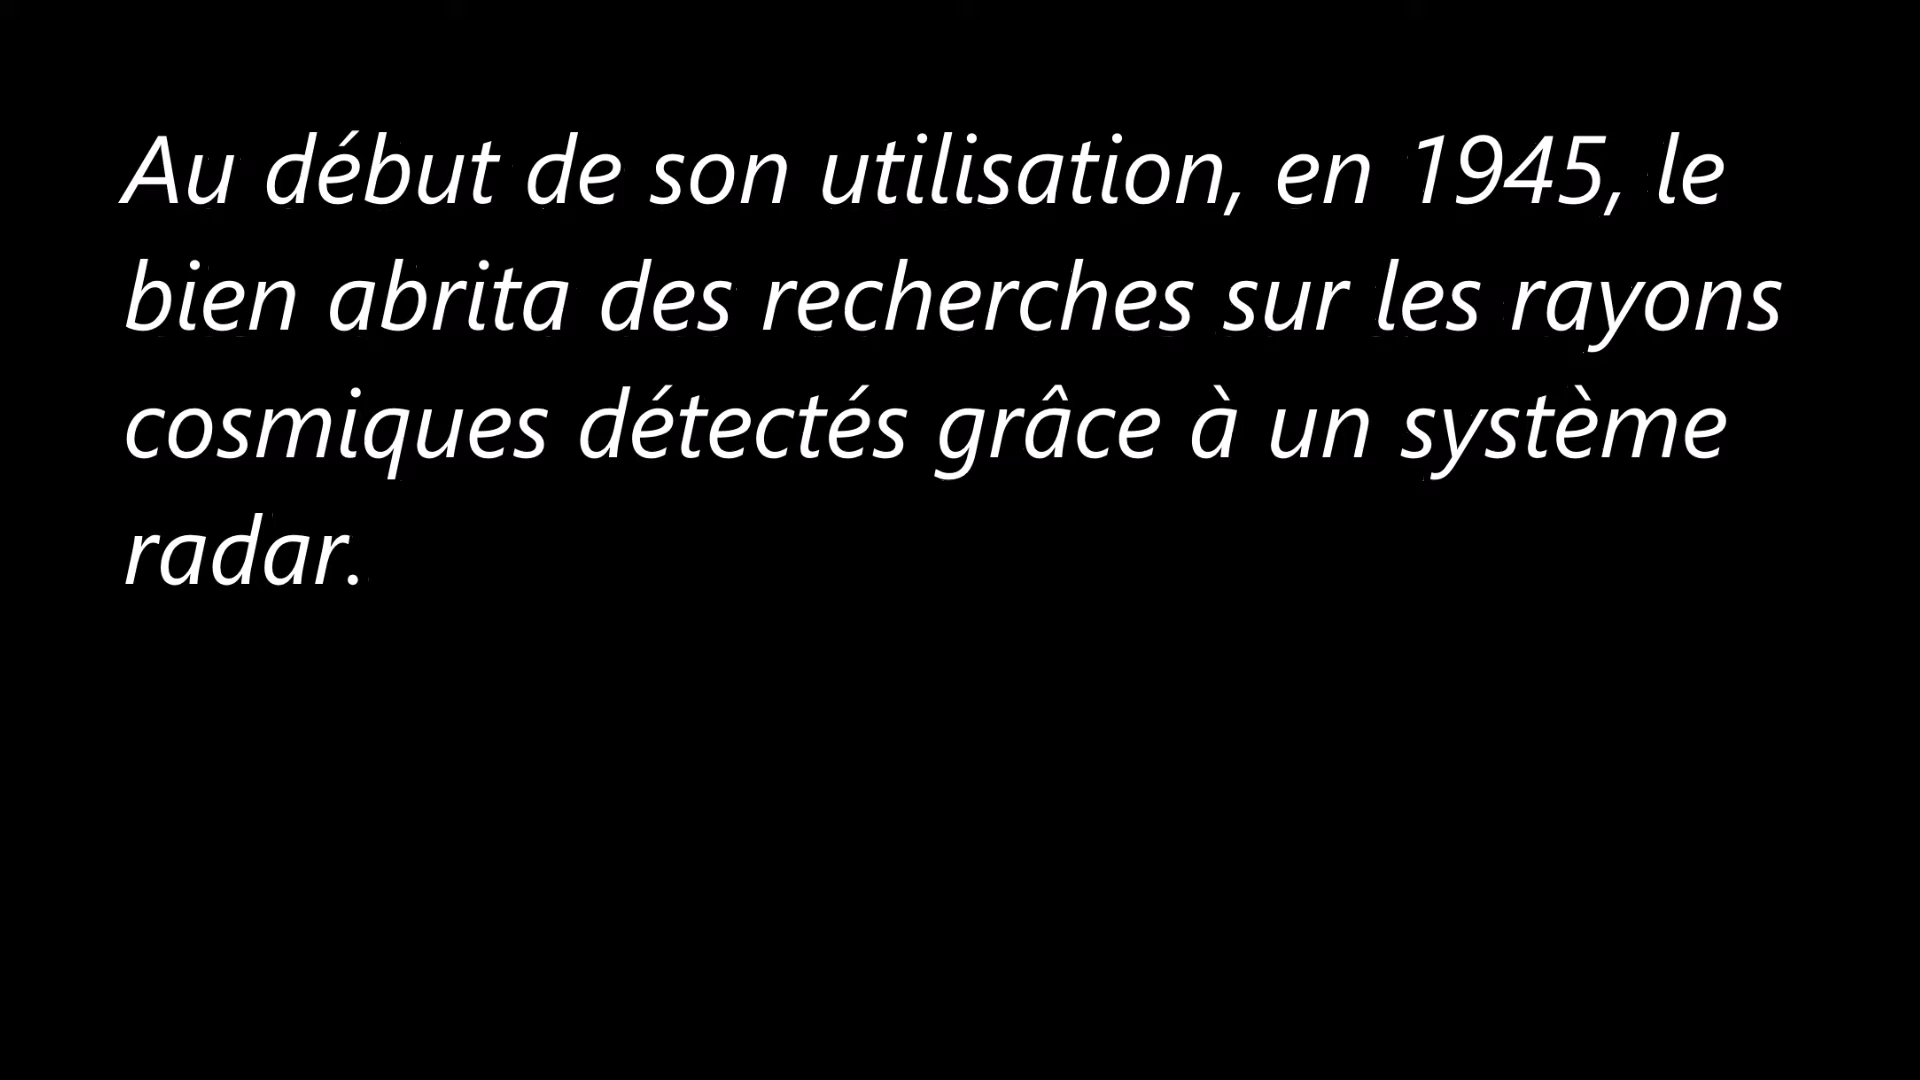 Au début de son utilisation, en 1945, le
bien abrita des recherches sur les rayons
cosmiques détectés grâce à un système
radar.